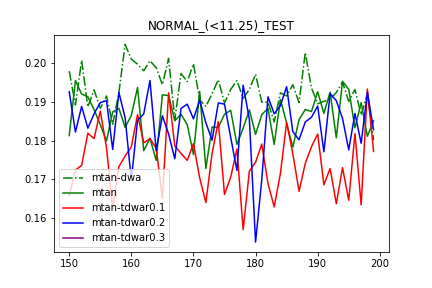 NORMAL_(<11.25)_TEST
0.20
0.19
0.18
0.17
0.16
mtan-dwa
mtan
mtan-tdwar0.1
mtan-tdwar0.2
mtan-tdwar0.3
150 160 170 180 190 200